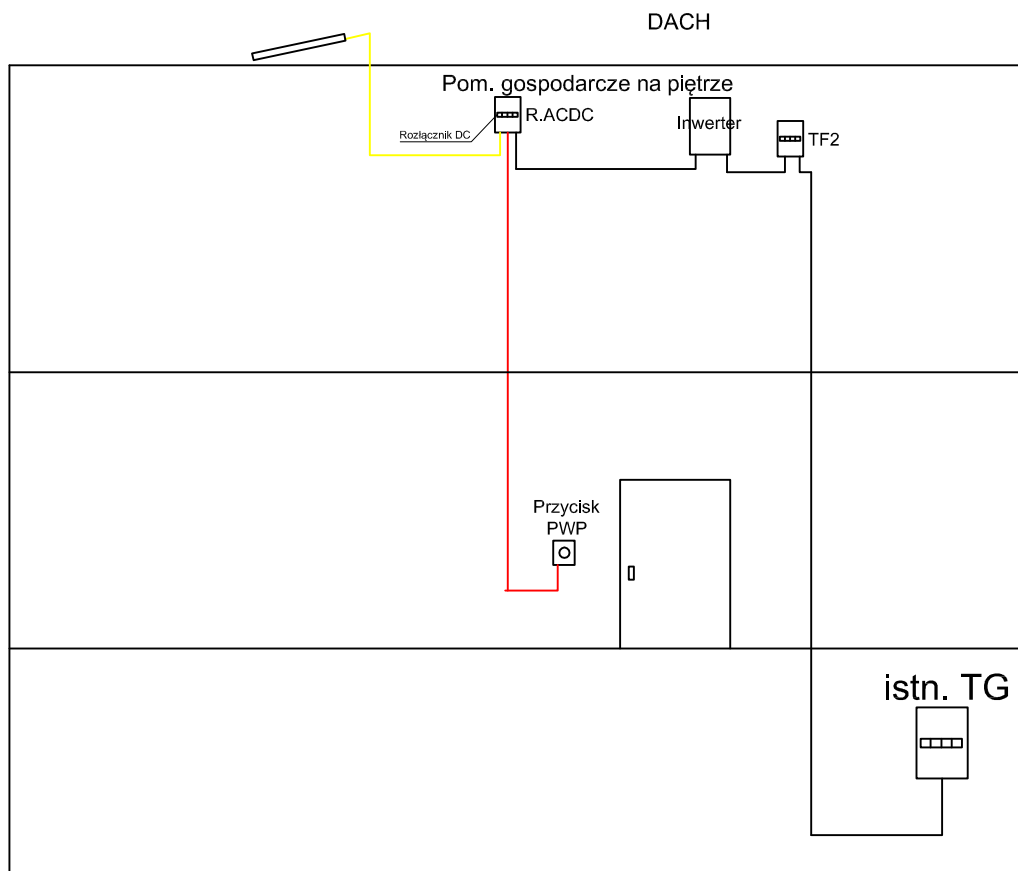 DACH
Pom. gospodarcze na piętrze
R.ACDC
Rozłącznik DC
Inwerter
TF2
Przycisk
PWP
istn. TG